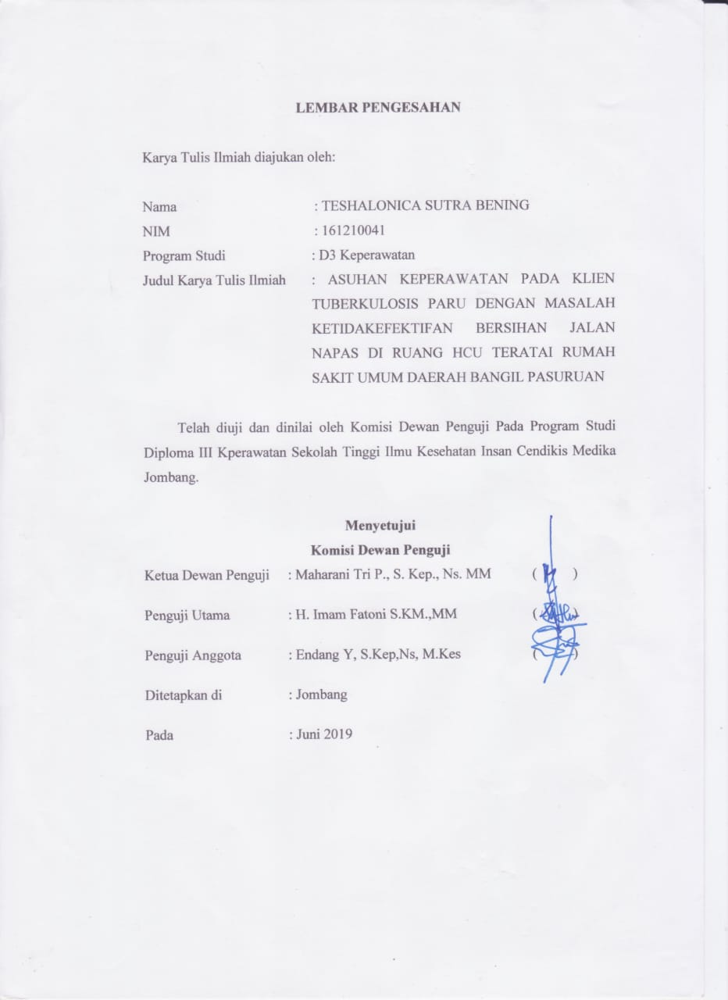 LEMBAR PENGESAHAN
Karya Tulis Ilmiah diajukan oleh:
Nama : TESHALONICA SUTRA BENING
NIM : 161210041
Program Studi : D3 Keperawatan
Judul Karya Tulis Ilmiah : ASUHAN KEPERAWATAN PADA KLIEN
TUBERKULOSIS PARU DENGAN MASALAH
KETIDAKEFEKTIFAN BERSIHAN JALAN
NAPAS DI RUANG HCU TERATAI RUMAH
SAKIT UMUM DAERAH BANGIL PASURUAN
Telah diuji dan dinilai oleh Komisi Dewan Penguji Pada Program Studi
Diploma III Kperawatan Sekolah Tinggi Ilmu Kesehatan Insan Cendikis Medika
Jombang.
Menyetujui
Komisi Dewan Penguji
Ketua Dewan Penguji : Maharani Tri P., S. Kep., Ns. MM ( )
Penguji Utama : H. Imam Fatoni S.KM.,MM ( )
Penguji Anggota : Endang Y, S.Kep,Ns, M.Kes ( )
Ditetapkan di : Jombang
Pada : Juni 2019